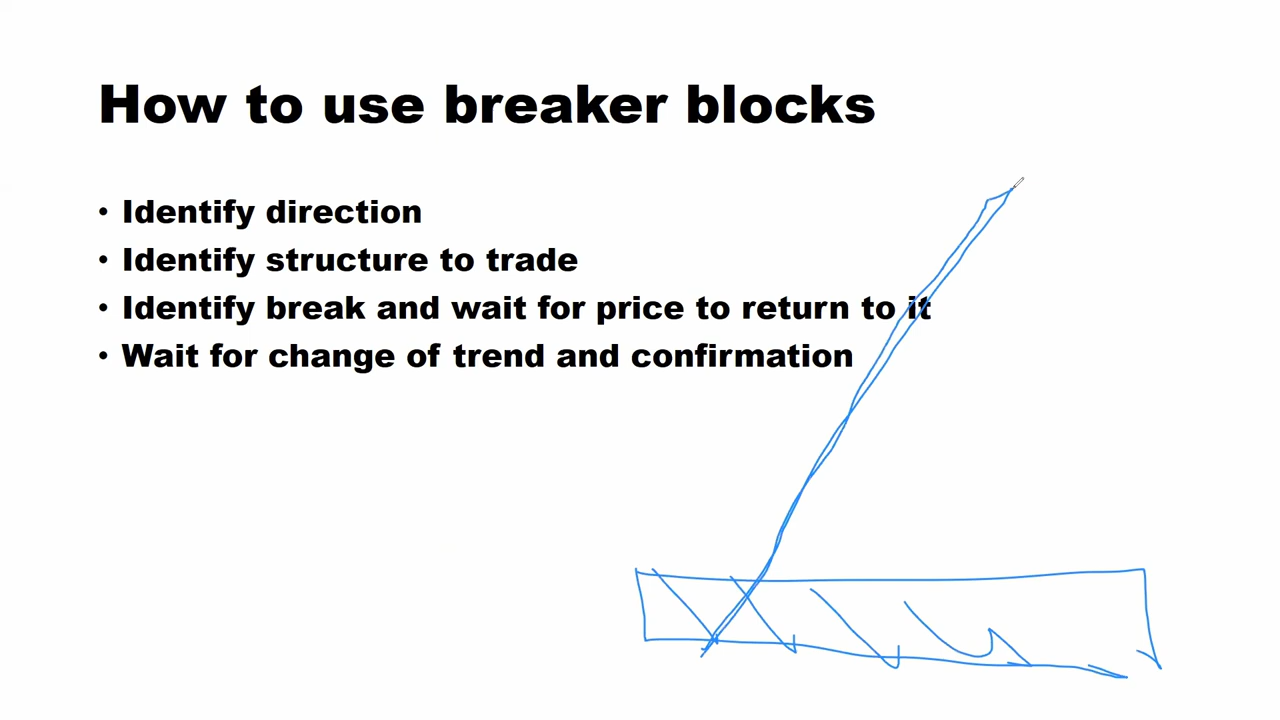 How to use breaker blocks
• Identify direction
• Identify structure to trade
• Identify break and wait for price to return to it
• Wait for change of trend and confirmation